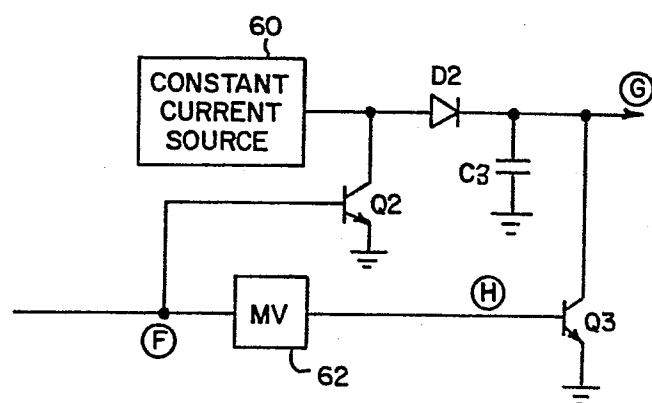 60
CONSTANT
CURRENT
SOURCE
D2
G
C3
Q2
MV
H
Q3
F
62